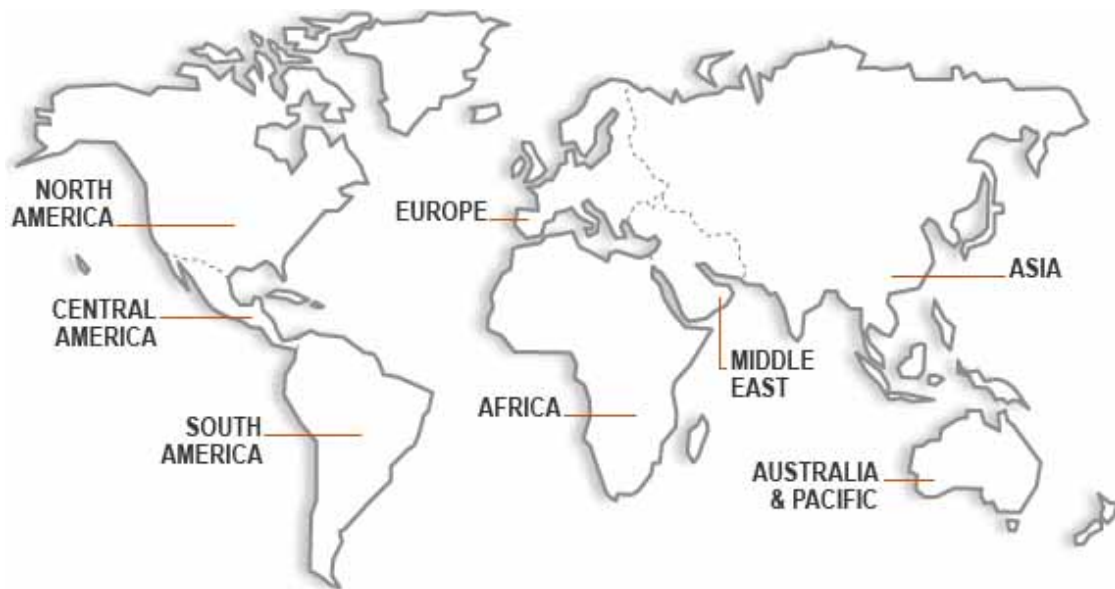 NORTH
AMERICA
EUROPE
ASIA
CENTRAL
AMERICA
MIDDLE
EAST
AFRICA
SOUTH
AMERICA
AUSTRALIA
& PACIFIC